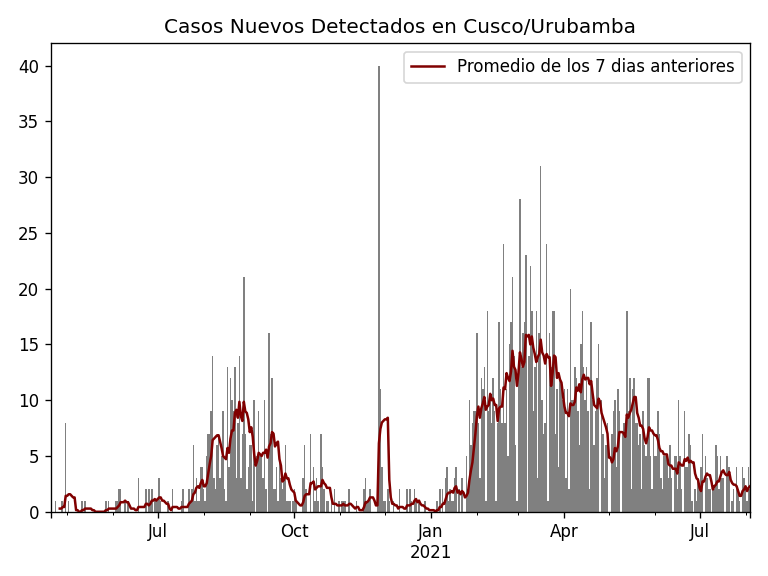 Casos Nuevos Detectados en Cusco/Urubamba
Promedio de los 7 dias anteriores
40
35
30
25
20
15
10
5
0
Jul
Oct
Jan
2021
Apr
Jul